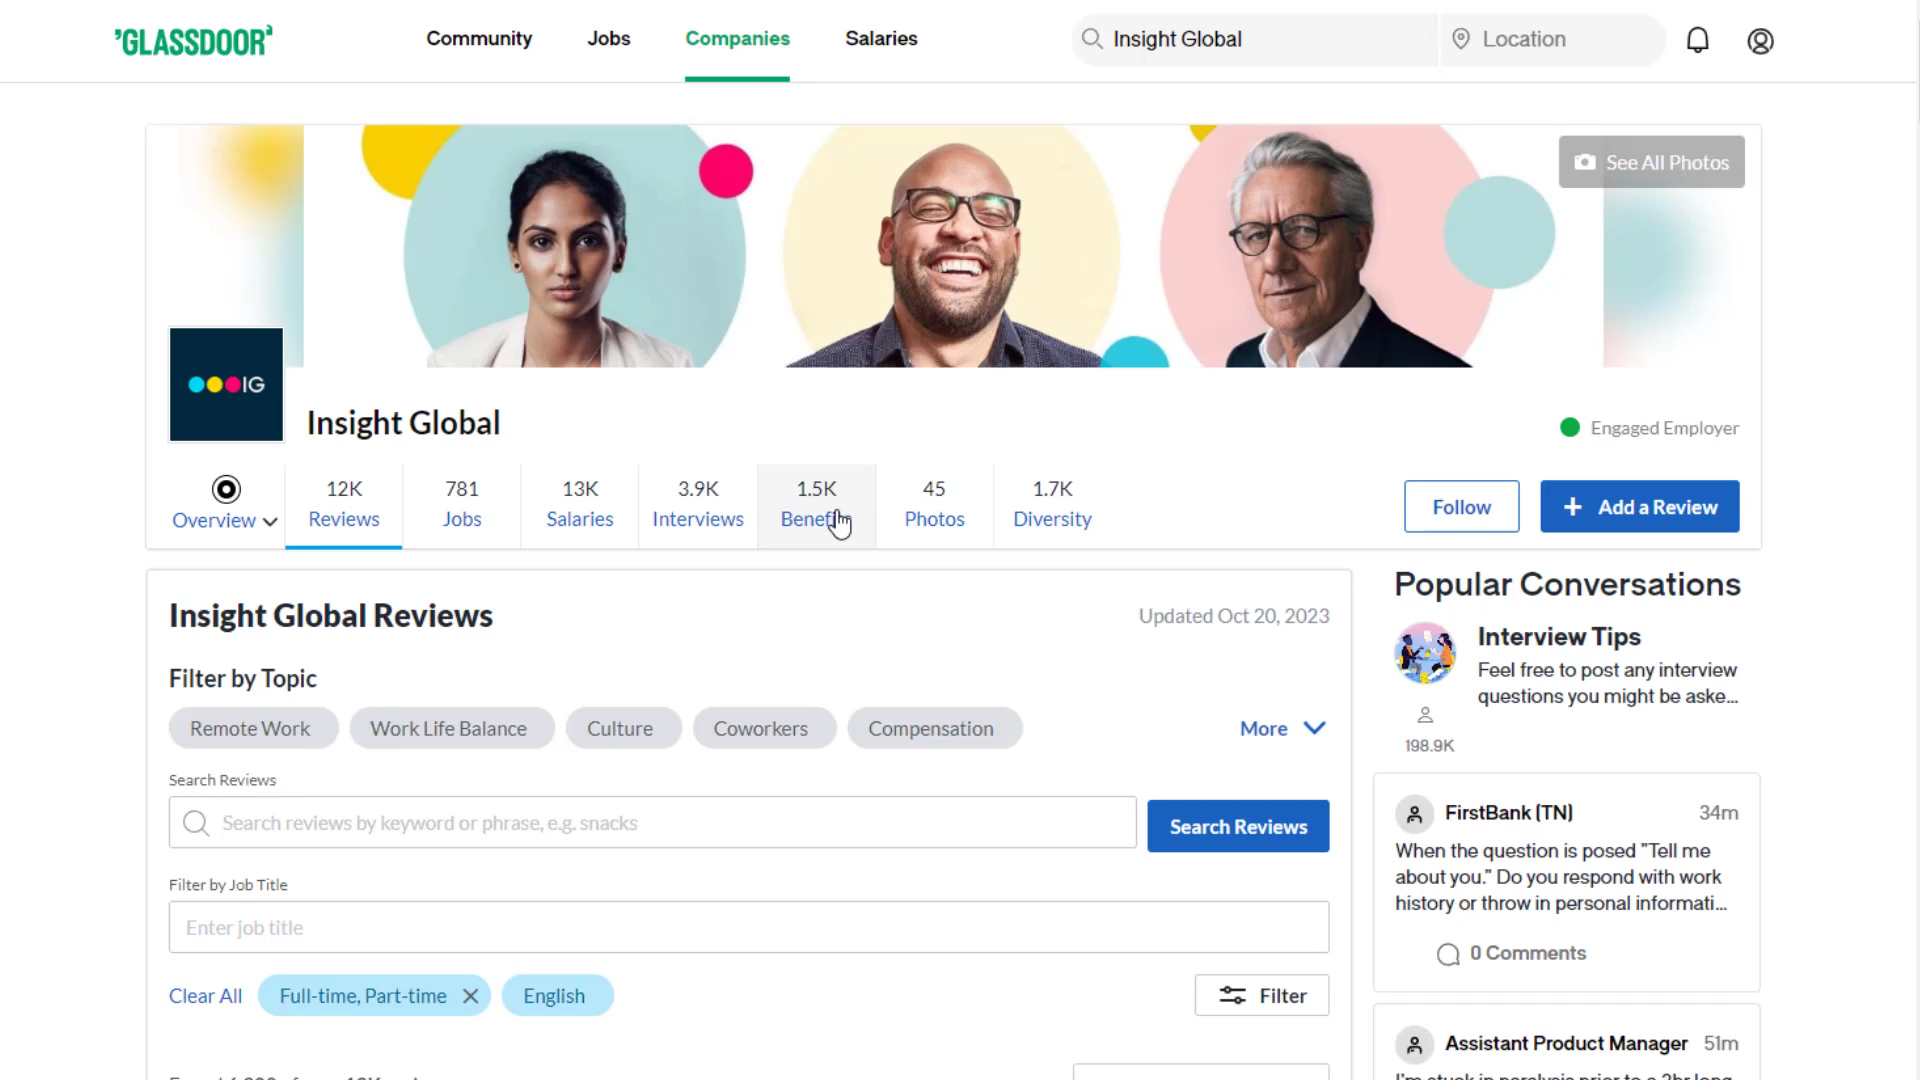 GLASSDOOR
Community
Jobs
Companies
Salaries
Insight Global
Location
See All Photos
IG
Insight Global
Engaged Employer
Overview
12K
Reviews
781
Jobs
13K
Salaries
3.9K
Interviews
1.5K
Benefits
45
Photos
1.7K
Diversity
Follow
+ Add a Review
Insight Global Reviews
Updated Oct 20, 2023
Filter by Topic
Remote Work
Work Life Balance
Culture
Coworkers
Compensation
More
Search Reviews
Search reviews by keyword or phrase, e.g. snacks
Search Reviews
Filter by Job Title
Enter job title
Clear All
Full-time, Part-time
English
Filter
Popular Conversations
Interview Tips
Feel free to post any interview
questions you might be aske...
198.9K
FirstBank (TN)
34m
When the question is posed "Tell me
about you." Do you respond with work
history or throw in personal informati...
0 Comments
Assistant Product Manager
51m